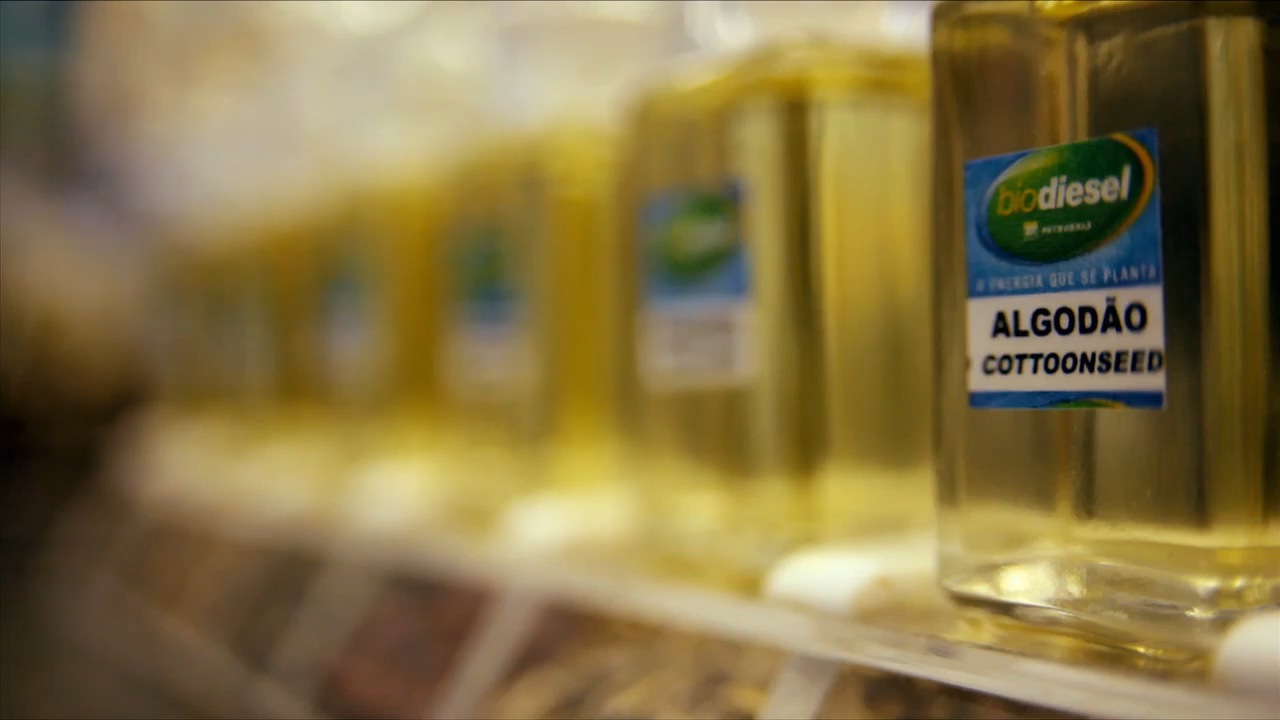 biodiesel
PETROBRAS
A ENERGIA QUE SE PLANTA
ALGODÃO
COTTOONSEED